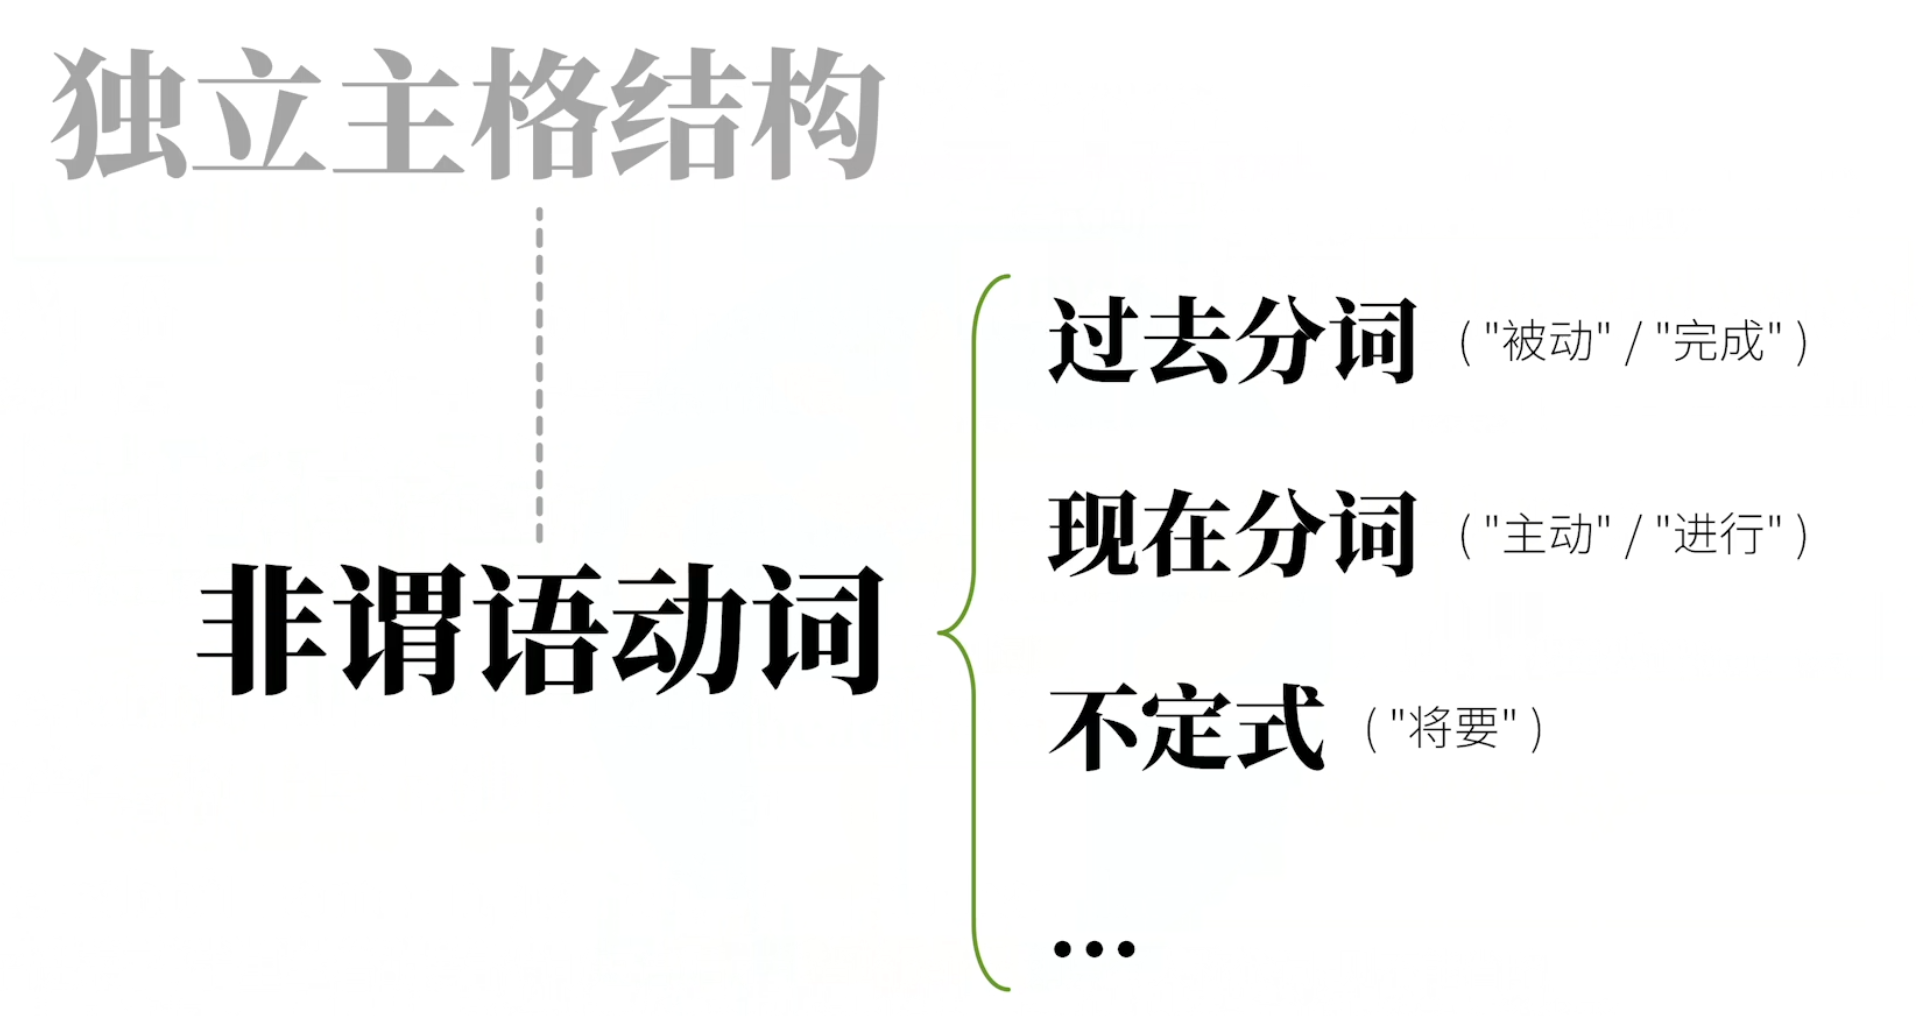 独立主格结构
过去分词 ( "被动" / "完成" )
现在分词 ( "主动" / "进行" )
非谓语动词
不定式 ( "将要" )
...